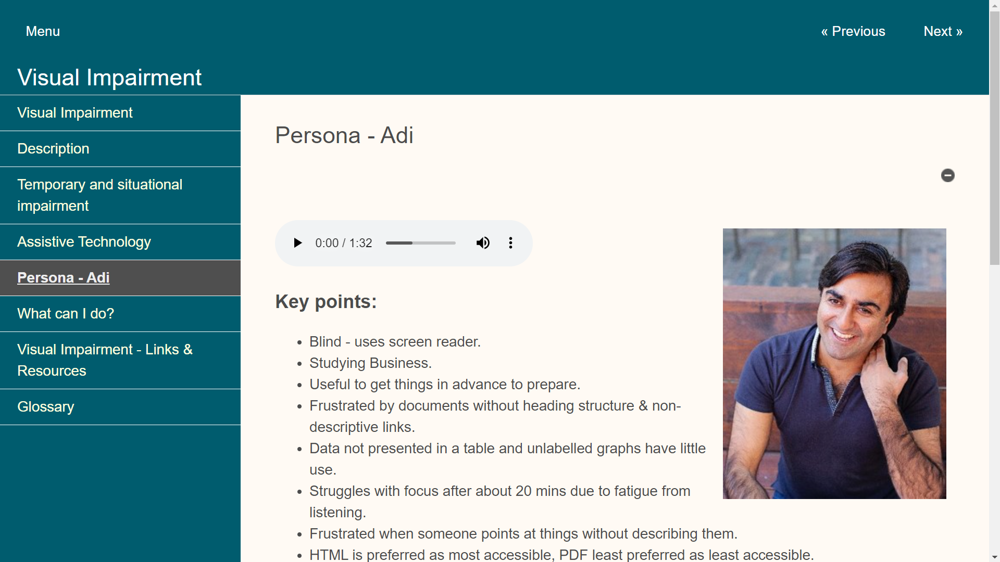 Menu
« Previous
Next »
Visual Impairment
Visual Impairment
Description
Temporary and situational
impairment
Assistive Technology
Persona - Adi
What can I do?
Visual Impairment - Links &
Resources
Glossary
Persona - Adi
0:00 / 1:32
Key points:
• Blind - uses screen reader.
• Studying Business.
• Useful to get things in advance to prepare.
• Frustrated by documents without heading structure & non-
descriptive links.
• Data not presented in a table and unlabelled graphs have little
use.
• Struggles with focus after about 20 mins due to fatigue from
listening.
• Frustrated when someone points at things without describing them.
• HTML is preferred as most accessible, PDF least preferred as least accessible.